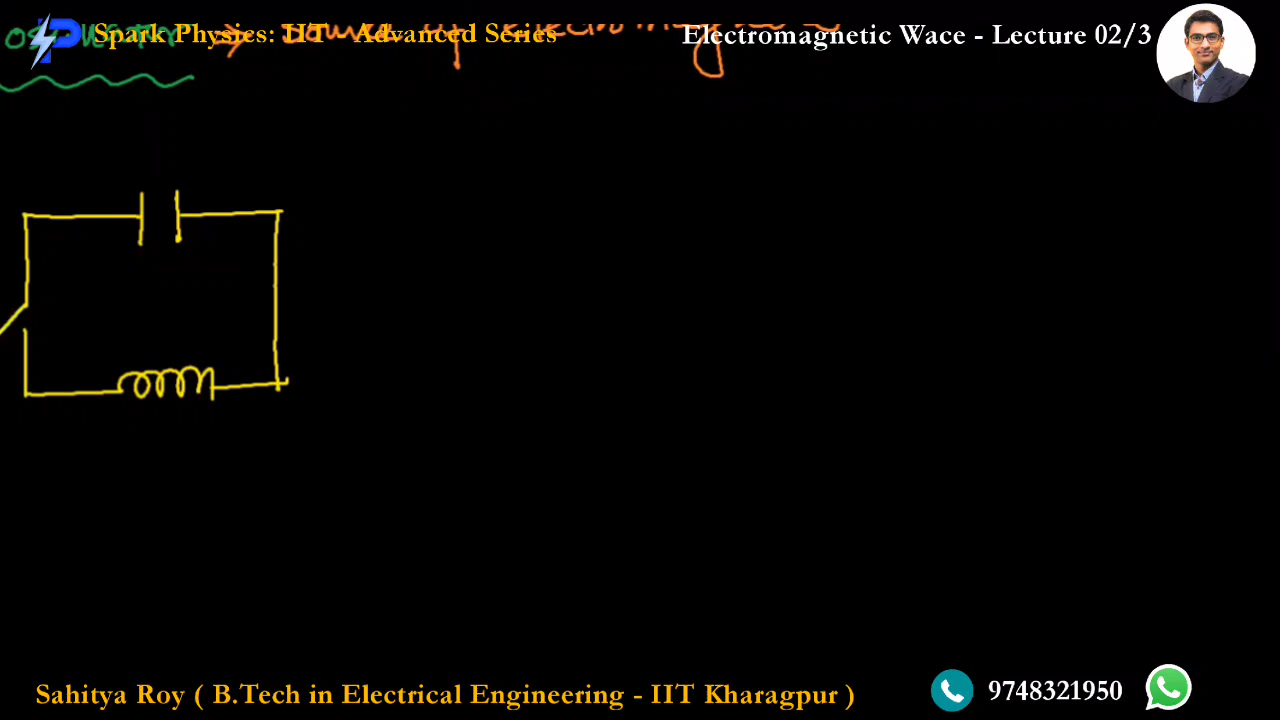 Spark Physics: IIT - Advanced Series
Electromagnetic Wace - Lecture 02/3
Sahitya Roy ( B.Tech in Electrical Engineering - IIT Kharagpur )
9748321950